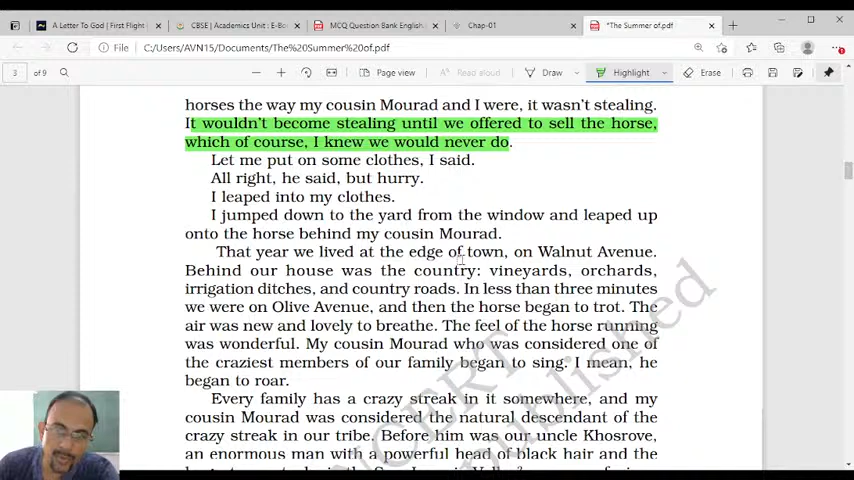 A Letter To God | First Flight
CBSE | Academics Unit : E-Bo
MCQ Question Bank English.
Chap-01
*The Summer of.pdf
File
C:/Users/AVN15/Documents/The%20Summer%20of.pdf
3 of 9
Page view
Read aloud
Draw
Highlight
Erase
horses the way my cousin Mourad and I were, it wasn't stealing.
It wouldn't become stealing until we offered to sell the horse,
which of course, I knew we would never do.
Let me put on some clothes, I said.
All right, he said, but hurry.
I leaped into my clothes.
I jumped down to the yard from the window and leaped up
onto the horse behind my cousin Mourad.
That year we lived at the edge of town, on Walnut Avenue.
Behind our house was the country: vineyards, orchards,
irrigation ditches, and country roads. In less than three minutes
we were on Olive Avenue, and then the horse began to trot. The
air was new and lovely to breathe. The feel of the horse running
was wonderful. My cousin Mourad who was considered one of
the craziest members of our family began to sing. I mean, he
began to roar.
Every family has a crazy streak in it somewhere, and my
cousin Mourad was considered the natural descendant of the
crazy streak in our tribe. Before him was our uncle Khosrove,
an enormous man with a powerful head of black hair and the
NCERT
published